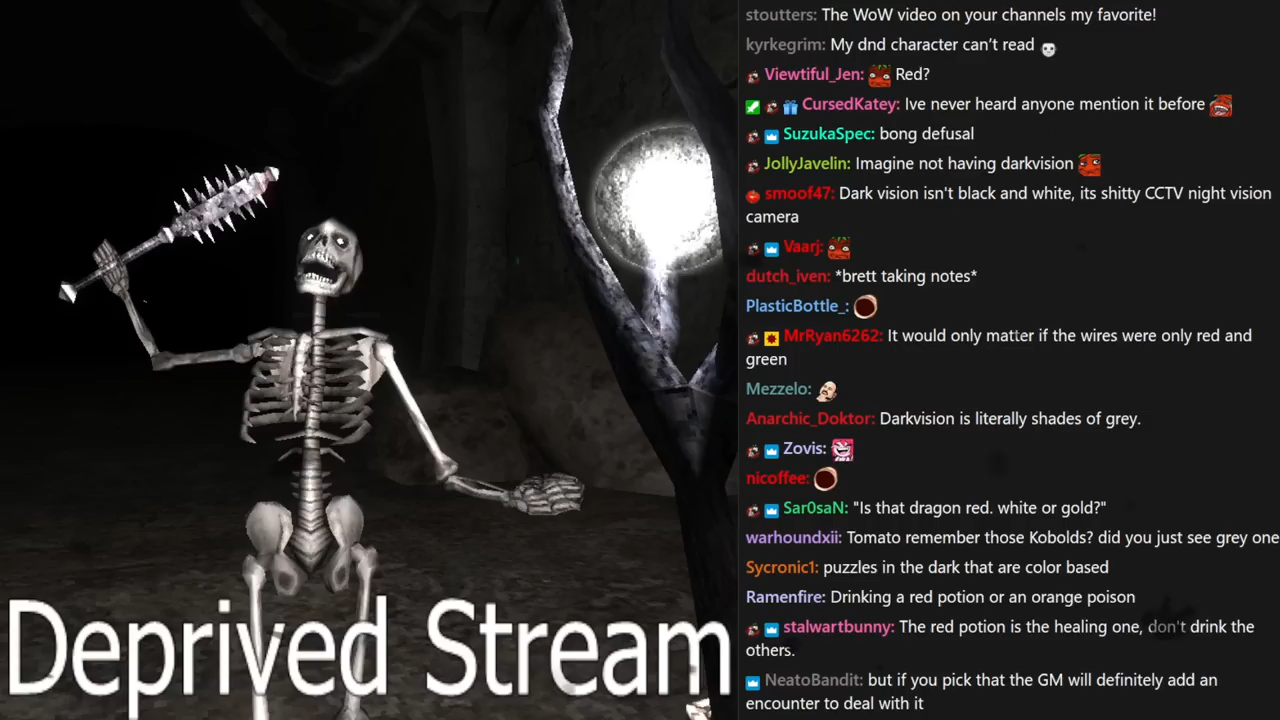 stoutters: The WoW video on your channels my favorite!
kyrkegrim: My dnd character can't read
Viewtiful_Jen: Red?
CursedKatey: Ive never heard anyone mention it before
SuzukaSpec: bong defusal
JollyJavelin: Imagine not having darkvision
smoof47: Dark vision isn't black and white, its shitty CCTV night vision
camera
Vaarj:
dutch_iven: *brett taking notes*
PlasticBottle_:
MrRyan6262: It would only matter if the wires were only red and
green
Mezzelo:
Anarchic_Doktor: Darkvision is literally shades of grey.
Zovis:
nicoffee:
Sar0saN: "Is that dragon red. white or gold?"
warhoundxii: Tomato remember those Kobolds? did you just see grey one
Sycronic1: puzzles in the dark that are color based
Ramenfire: Drinking a red potion or an orange poison
stalwartbunny: The red potion is the healing one, don't drink the
others.
NeatoBandit: but if you pick that the GM will definitely add an
encounter to deal with it
Deprived Stream